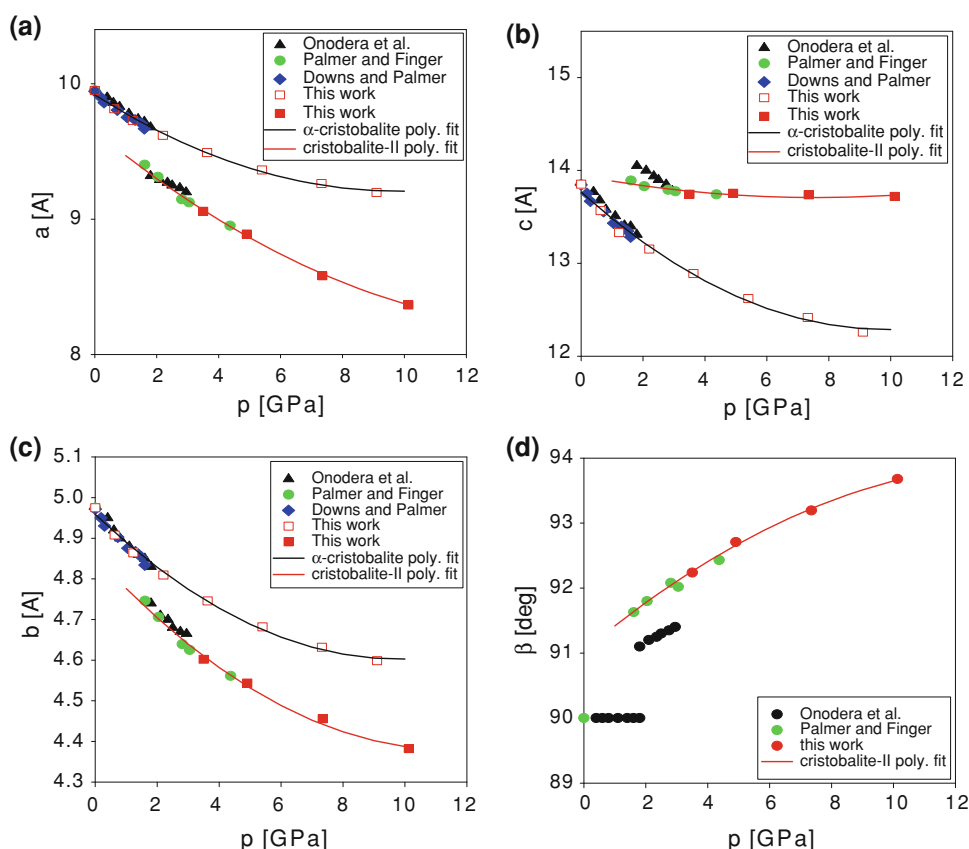 (a)
Onodera et al.
Palmer and Finger
Downs and Palmer
This work
This work
α-cristobalite poly. fit
cristobalite-II poly. fit
10
9
8
a [A]
0 2 4 6 8 10 12
p [GPa]
(b)
Onodera et al.
Palmer and Finger
Downs and Palmer
This work
This work
α-cristobalite poly. fit
cristobalite-II poly. fit
15
14
13
12
c [A]
0 2 4 6 8 10 12
p [GPa]
(c)
Onodera et al.
Palmer and Finger
Downs and Palmer
This work
This work
α-cristobalite poly. fit
cristobalite-II poly. fit
5.1
5.0
4.9
4.8
4.7
4.6
4.5
4.4
4.3
b [A]
0 2 4 6 8 10 12
p [GPa]
(d)
94
93
92
91
90
89
β [deg]
Onodera et al.
Palmer and Finger
this work
cristobalite-II poly. fit
0 2 4 6 8 10 12
p [GPa]